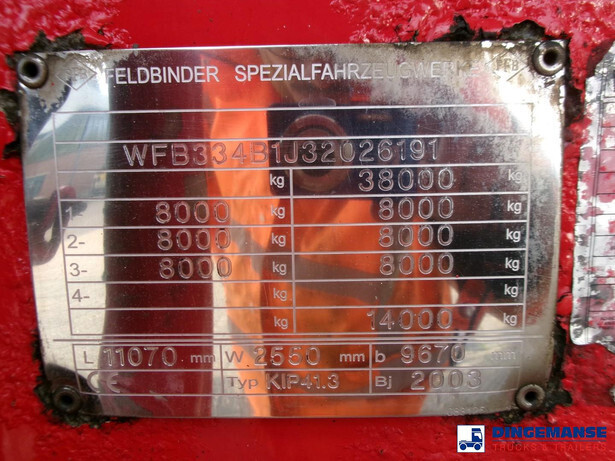 FELDBINDER SPEZIALFAHRZEUGWERKE FFB
WFB334B1J32026191
kg 38000 kg
1- 8000 kg 8000 kg
2- 8000 kg 8000 kg
3- 8000 kg 8000 kg
4- kg kg
kg 14000 kg
L 11070 mm W 2550 mm b 9670 mm
CE Typ KIP41.3 Bj 2003
DINGEMANSE
TRUCKS & TRAILERS